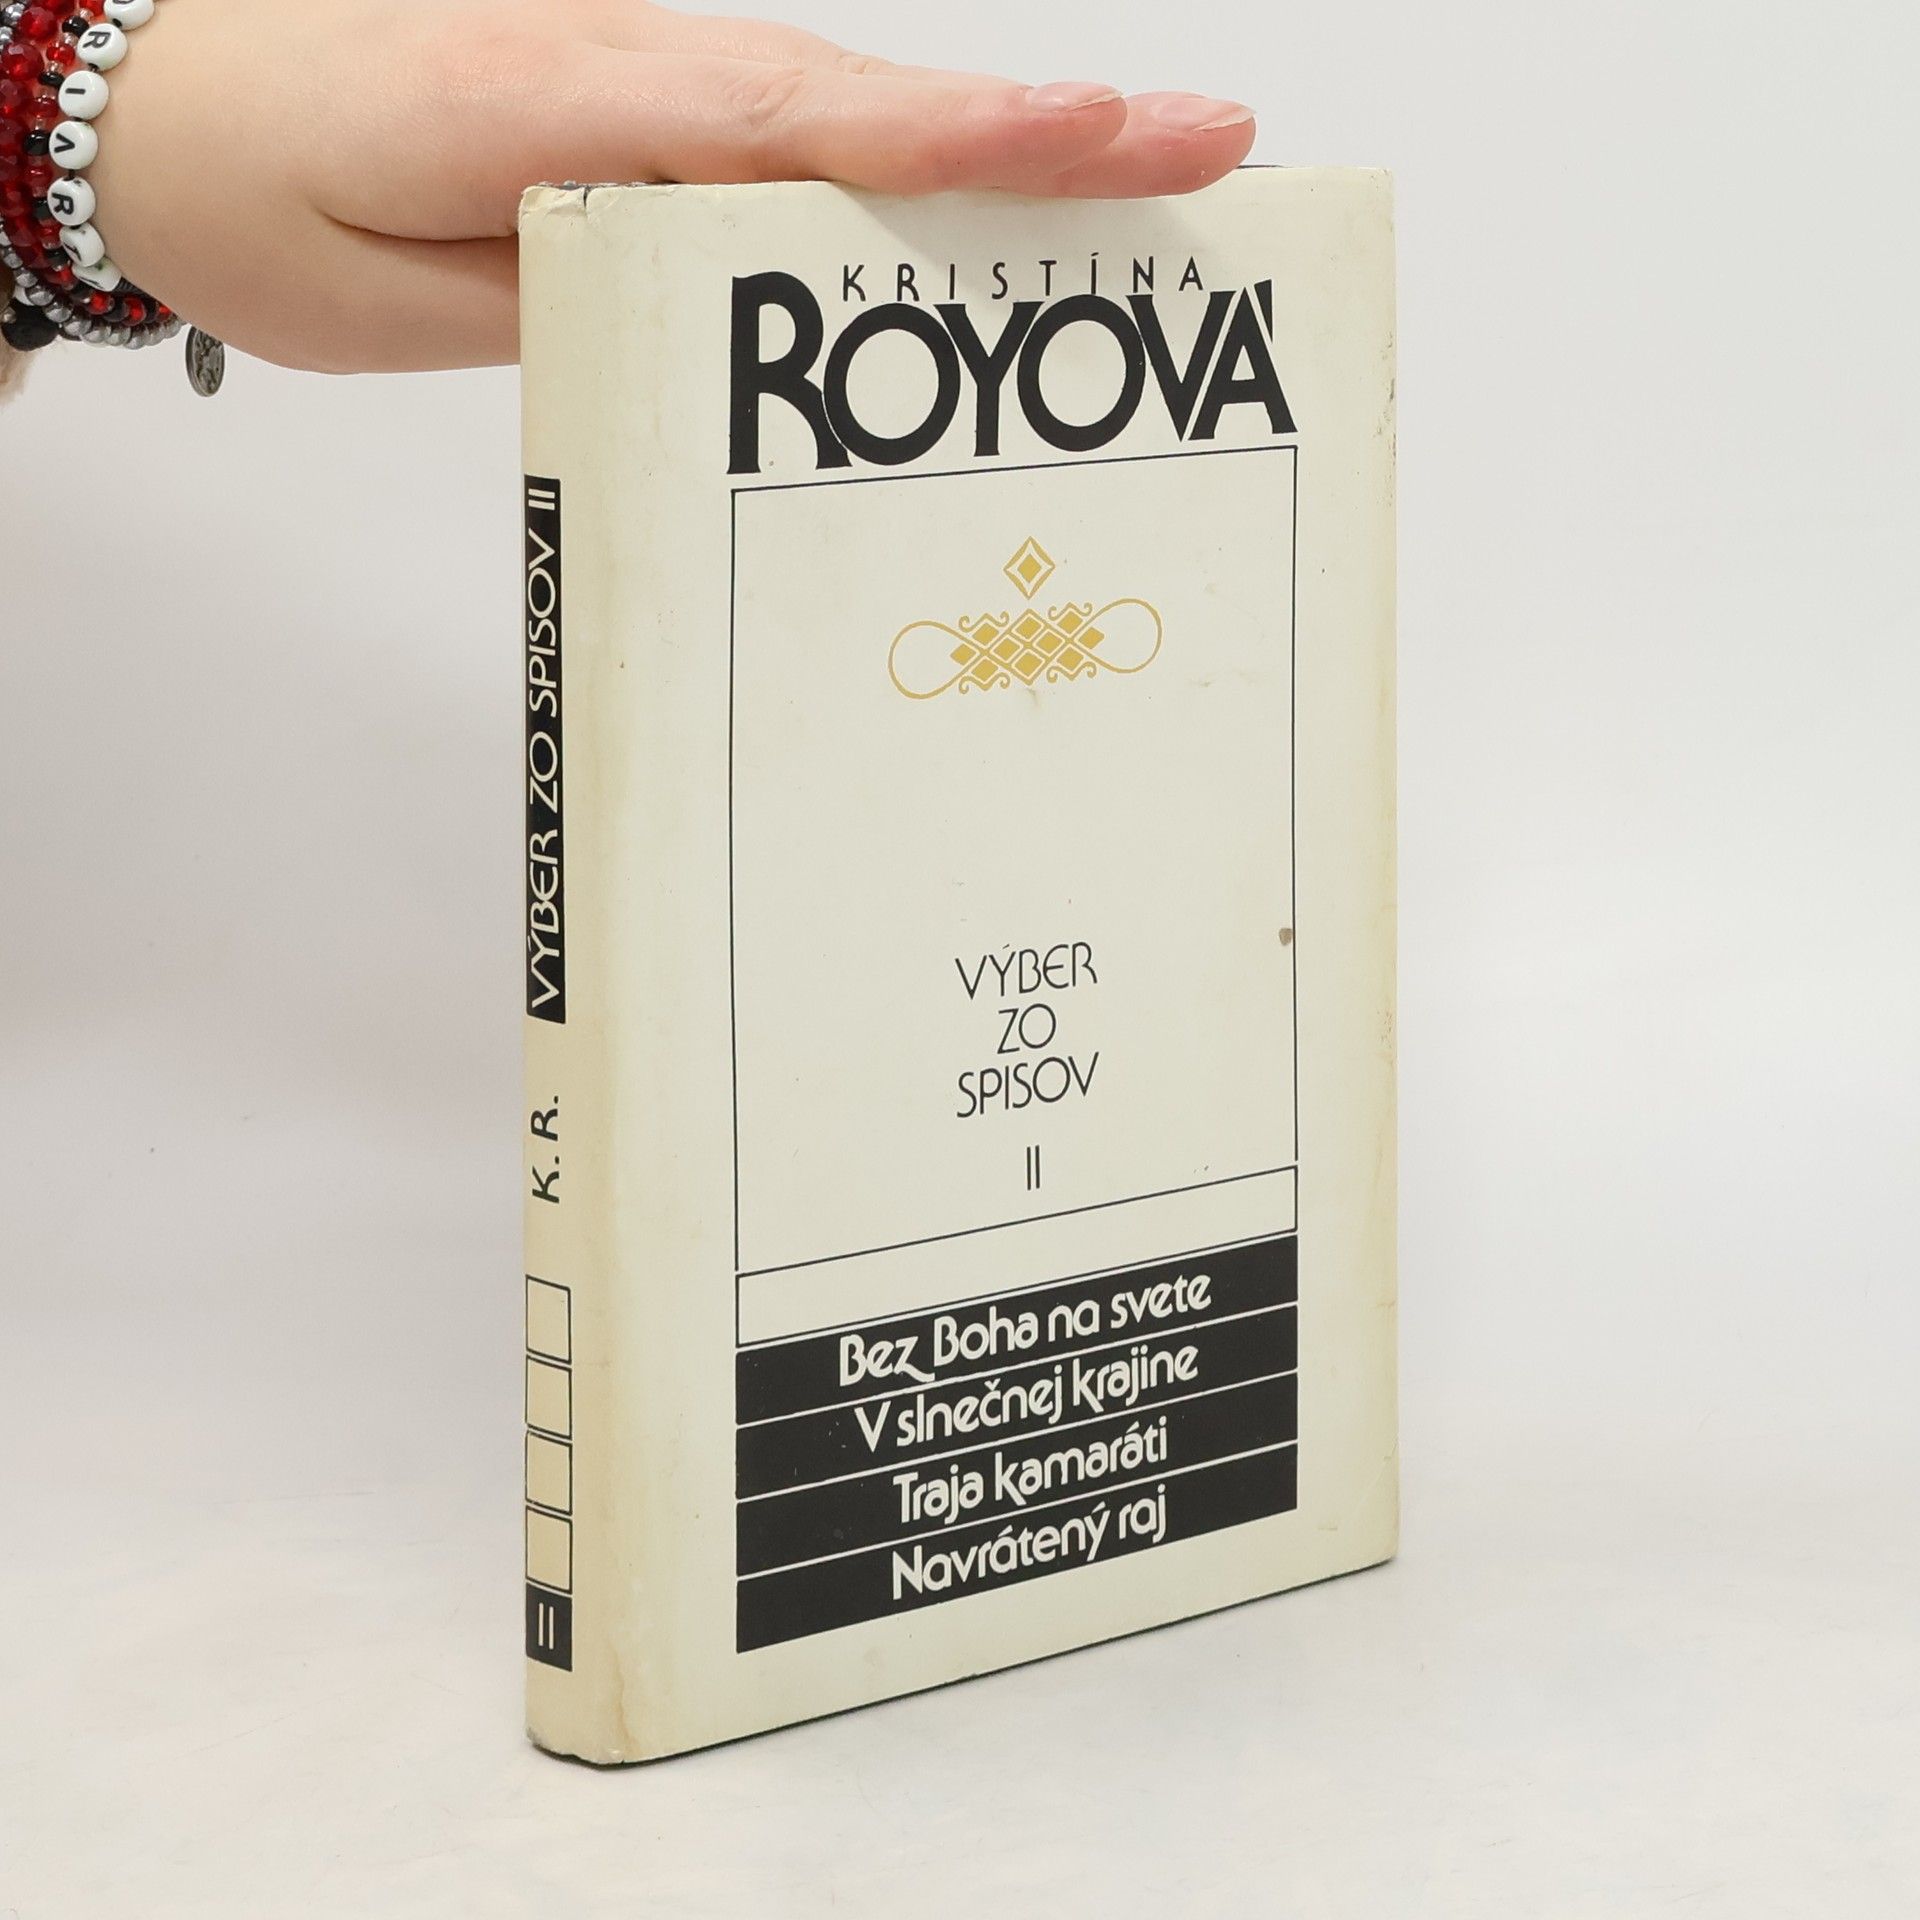 KRISTÍNA
ROYOVÁ
VÝBER
ZO
SPISOV
II
Bez Boha na svete
V slnečnej krajine
Traja kamaráti
Navrátený raj
II K. R. VÝBER ZO SPISOV II
R I A R